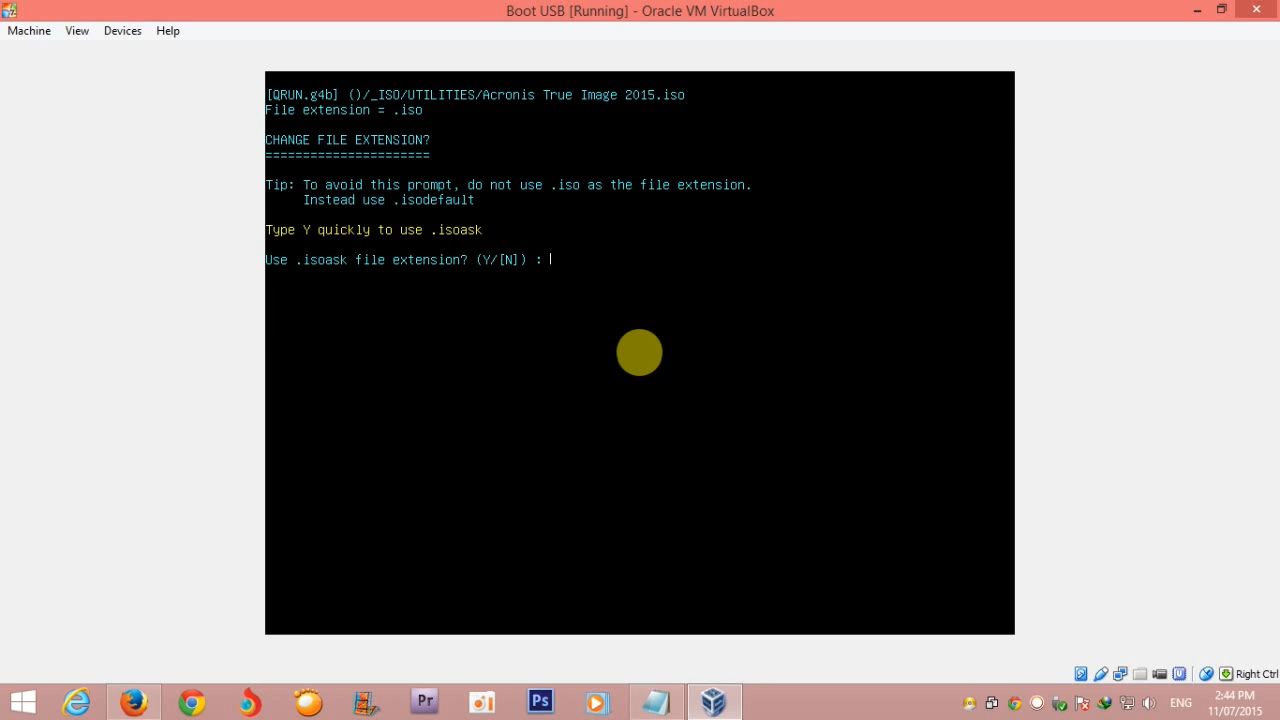 Boot USB [Running] - Oracle VM VirtualBox
Machine View Devices Help
[QRUN.g4b] ()/_ISO/UTILITIES/Acronis True Image 2015.iso
File extension = .iso
CHANGE FILE EXTENSION?
======================
Tip: To avoid this prompt, do not use .iso as the file extension.
Instead use .isodefault
Type Y quickly to use .isoask
Use .isoask file extension? (Y/[N]) :
Right Ctrl
Pr
Ps
ENG
2:44 PM
11/07/2015